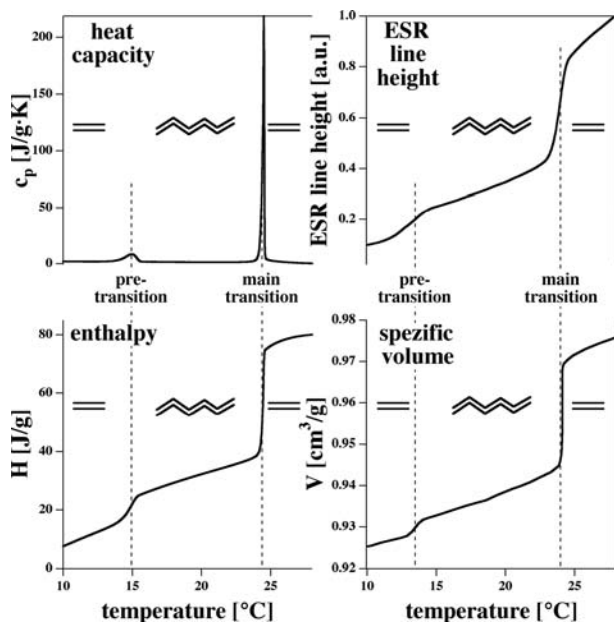 heat
capacity
c_p [J/g·K]
200
150
100
50
0
ESR
line
height
ESR line height [a.u.]
1.0
0.8
0.6
0.4
0.2
pre-
transition
main
transition
pre-
transition
main
transition
enthalpy
H [J/g]
80
60
40
20
0
10
15
20
25
temperature [°C]
spezific
volume
V [cm³/g]
0.98
0.97
0.96
0.95
0.94
0.93
0.92
10
15
20
25
temperature [°C]